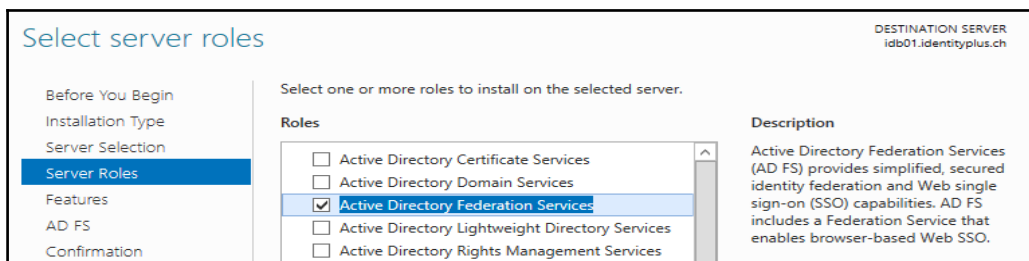 Select server roles
DESTINATION SERVER
idb01.identityplus.ch
Before You Begin
Installation Type
Server Selection
Server Roles
Features
AD FS
Confirmation
Select one or more roles to install on the selected server.
Roles
Active Directory Certificate Services
Active Directory Domain Services
Active Directory Federation Services
Active Directory Lightweight Directory Services
Active Directory Rights Management Services
Description
Active Directory Federation Services
(AD FS) provides simplified, secured
identity federation and Web single
sign-on (SSO) capabilities. AD FS
includes a Federation Service that
enables browser-based Web SSO.